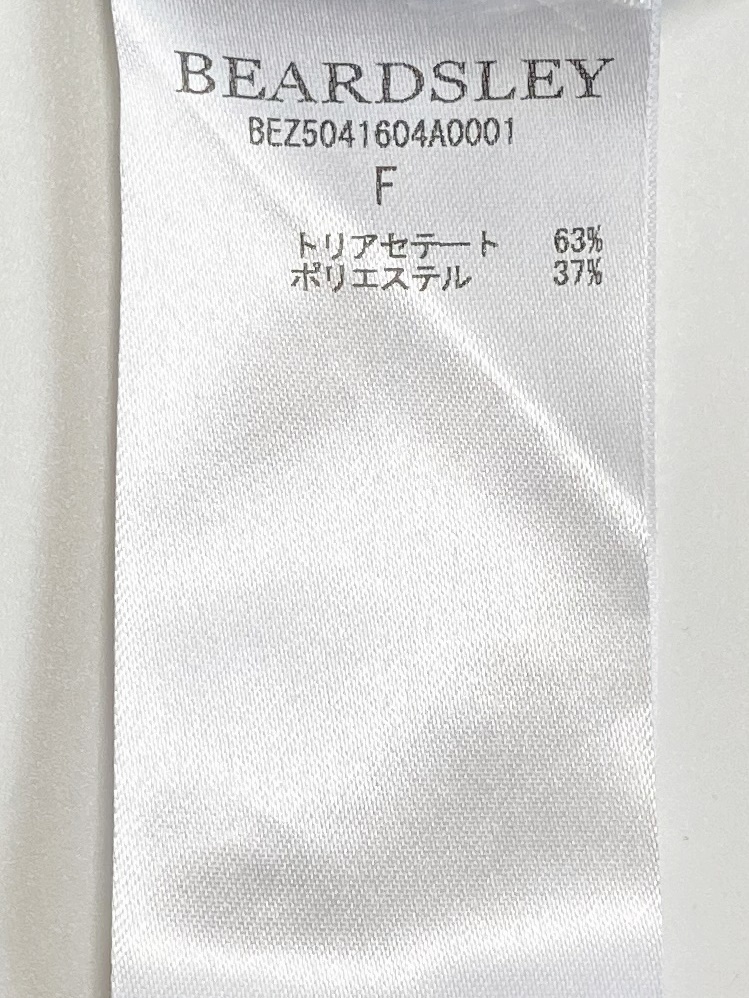 BEARDSLEY
BEZ5041604A0001
F
トリアセテート 63%
ポリエステル 37%